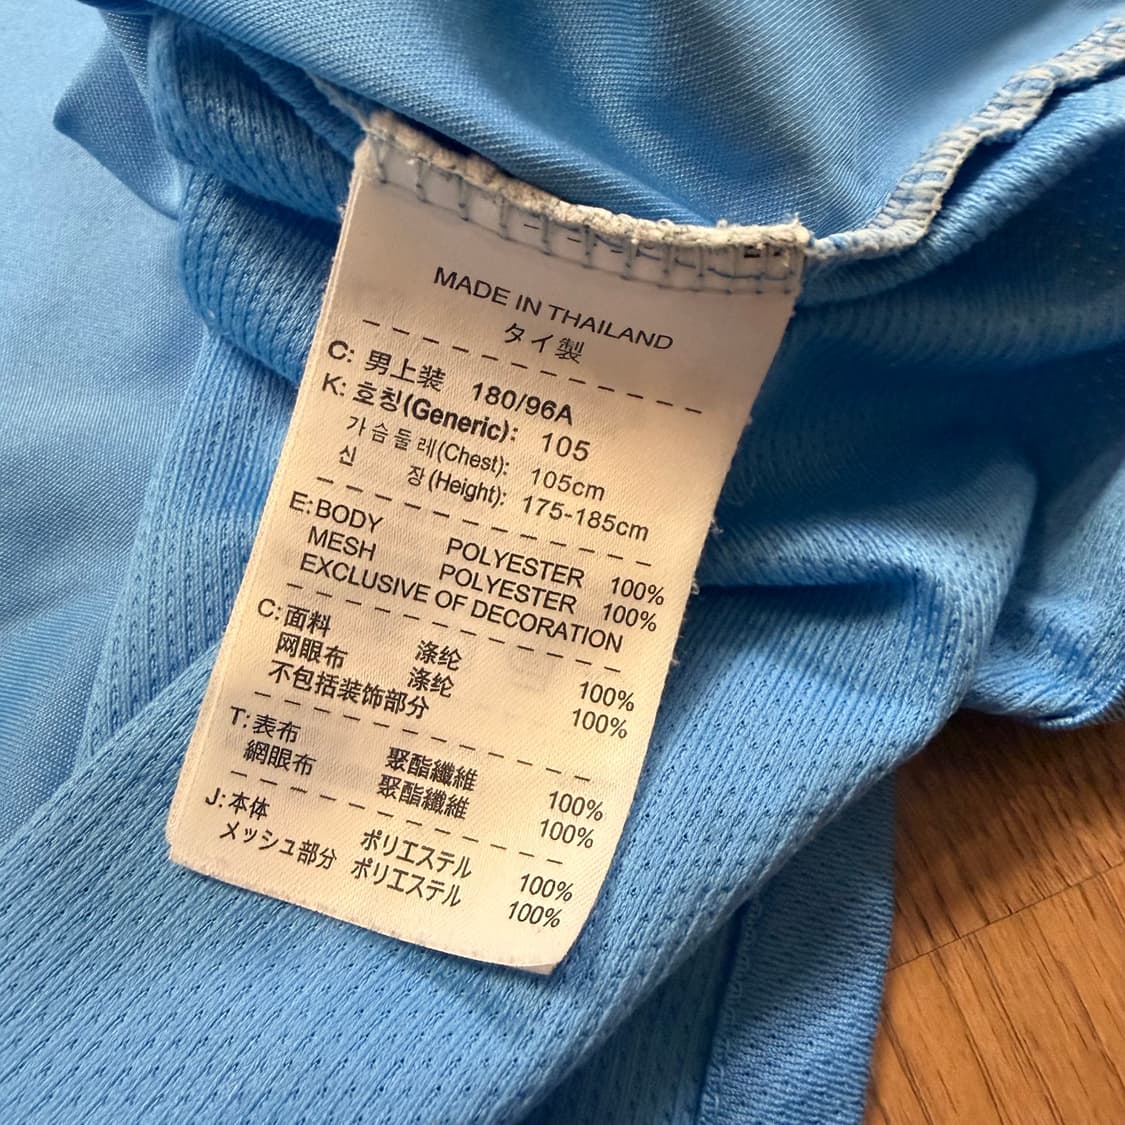 MADE IN THAILAND
タイ製
C: 男上装 180/96A
K: 호칭(Generic): 105
가슴둘레(Chest): 105cm
신 장(Height): 175-185cm
E: BODY POLYESTER 100%
MESH POLYESTER 100%
EXCLUSIVE OF DECORATION
C: 面料 涤纶 100%
网眼布 涤纶 100%
不包括装饰部分
T: 表布 聚酯纖維 100%
網眼布 聚酯纖維 100%
J: 本体 ポリエステル 100%
メッシュ部分 ポリエステル 100%